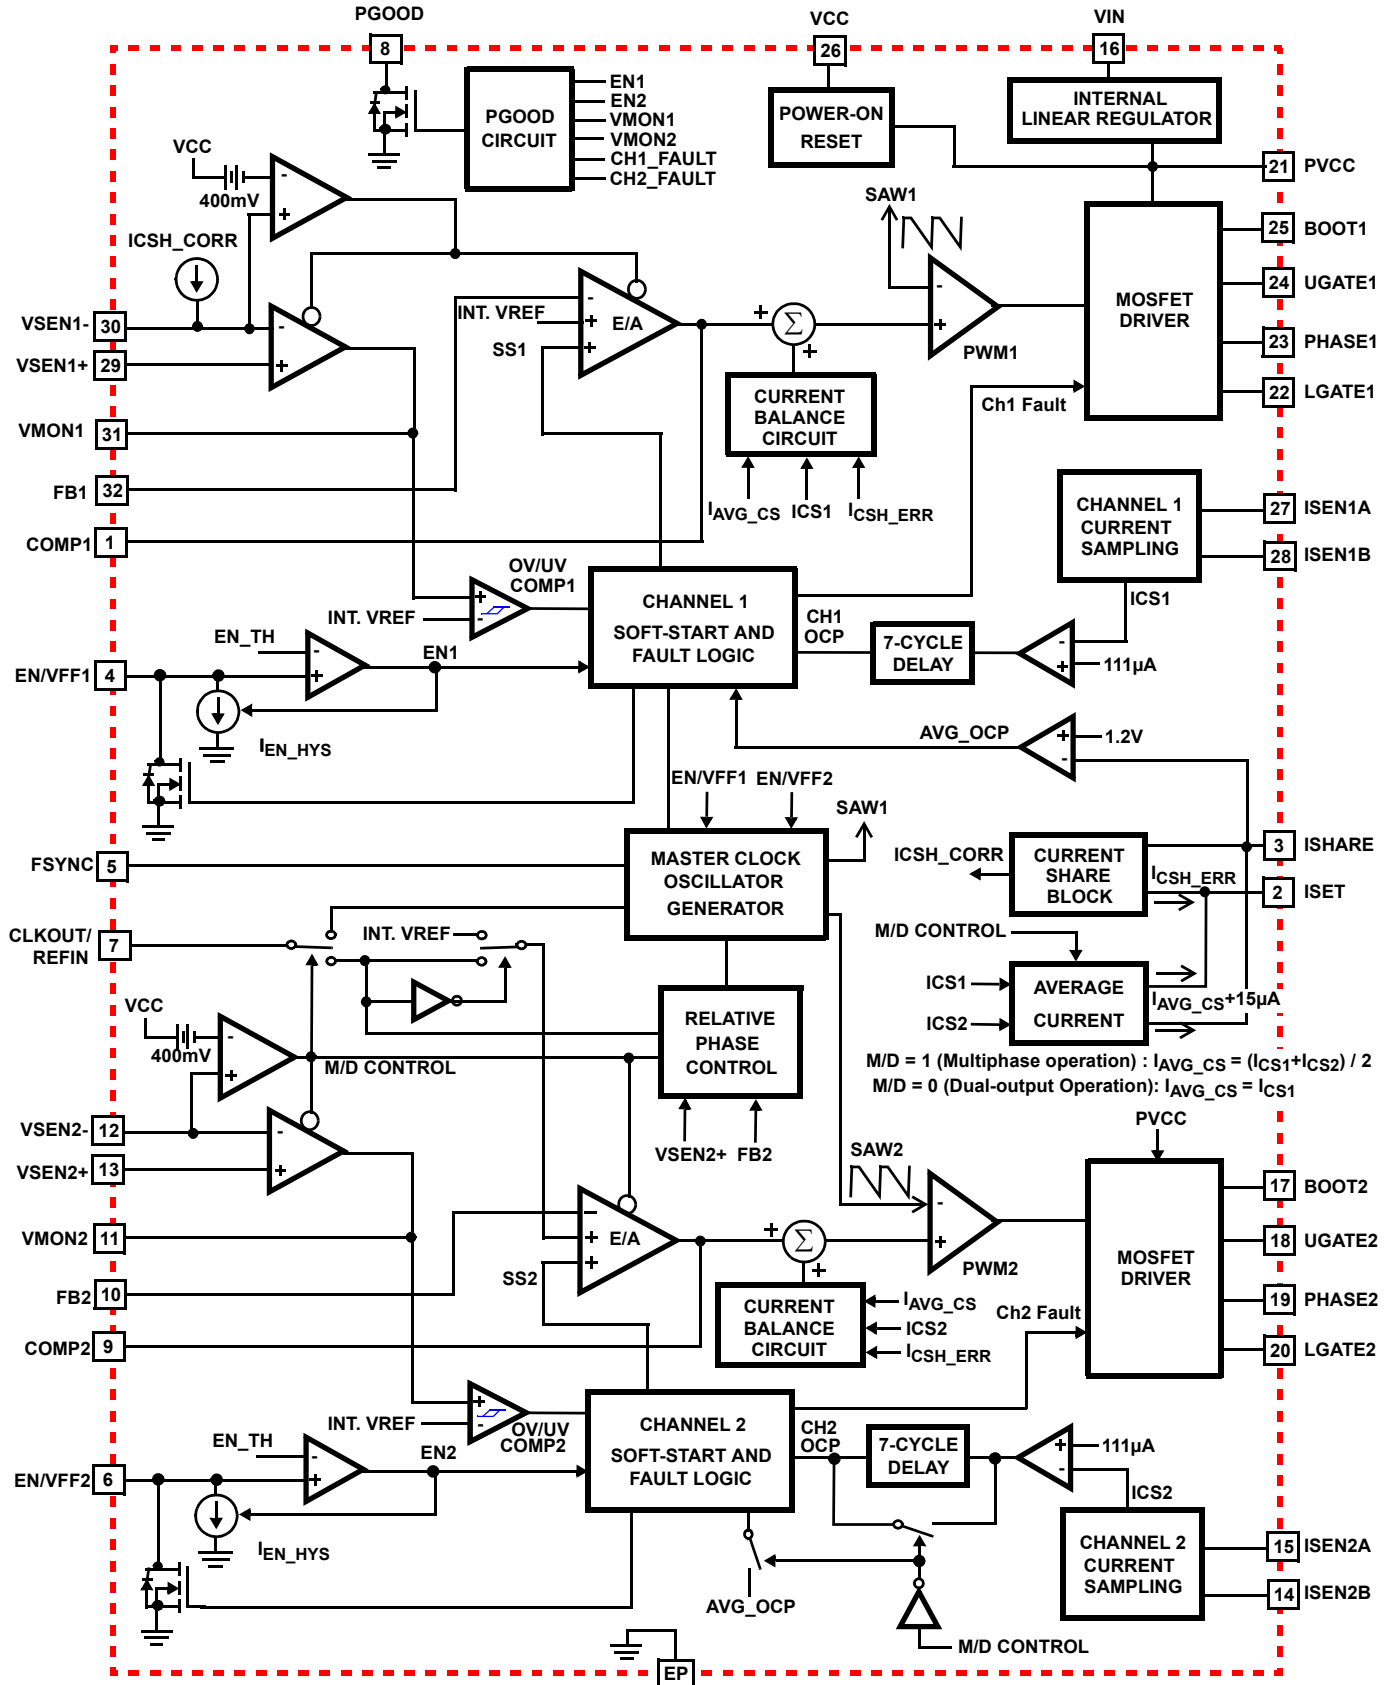 PGOOD
8
VCC
26
VIN
16
PGOOD
CIRCUIT
EN1
EN2
VMON1
VMON2
CH1_FAULT
CH2_FAULT
POWER-ON
RESET
INTERNAL
LINEAR REGULATOR
21 PVCC
VCC
400mV
-
+
ICSH_CORR
SAW1
25 BOOT1
24 UGATE1
23 PHASE1
22 LGATE1
MOSFET
DRIVER
VSEN1- 30
VSEN1+ 29
-
+
INT. VREF
SS1
-
+
+
E/A
+
Σ
+
-
+
PWM1
Ch1 Fault
VMON1 31
FB1 32
COMP1 1
CURRENT
BALANCE
CIRCUIT
IAVG_CS
ICS1
ICSH_ERR
CHANNEL 1
CURRENT
SAMPLING
27 ISEN1A
28 ISEN1B
ICS1
OV/UV
COMP1
+
-
INT. VREF
CHANNEL 1
SOFT-START AND
FAULT LOGIC
CH1
OCP
7-CYCLE
DELAY
-
+
111µA
EN_TH
-
+
EN1
EN/VFF1 4
IEN_HYS
AVG_OCP
+
-
1.2V
EN/VFF1 EN/VFF2
SAW1
FSYNC 5
MASTER CLOCK
OSCILLATOR
GENERATOR
ICSH_CORR
CURRENT
SHARE
BLOCK
ICSH_ERR
3 ISHARE
2 ISET
CLKOUT/
REFIN
7
INT. VREF
M/D CONTROL
ICS1
ICS2
AVERAGE
CURRENT
IAVG_CS+15µA
VCC
400mV
-
+
M/D CONTROL
RELATIVE
PHASE
CONTROL
M/D = 1 (Multiphase operation) : IAVG_CS = (ICS1+ICS2) / 2
M/D = 0 (Dual-output Operation): IAVG_CS = ICS1
VSEN2- 12
VSEN2+ 13
-
+
VSEN2+ FB2
SAW2
PVCC
MOSFET
DRIVER
17 BOOT2
18 UGATE2
19 PHASE2
20 LGATE2
VMON2 11
FB2 10
COMP2 9
SS2
-
+
+
E/A
+
Σ
+
-
+
PWM2
Ch2 Fault
CURRENT
BALANCE
CIRCUIT
IAVG_CS
ICS2
ICSH_ERR
+
-
INT. VREF
OV/UV
COMP2
CHANNEL 2
SOFT-START AND
FAULT LOGIC
CH2
OCP
7-CYCLE
DELAY
+
-
111µA
ICS2
EN_TH
-
+
EN2
EN/VFF2 6
IEN_HYS
CHANNEL 2
CURRENT
SAMPLING
15 ISEN2A
14 ISEN2B
AVG_OCP
M/D CONTROL
EP